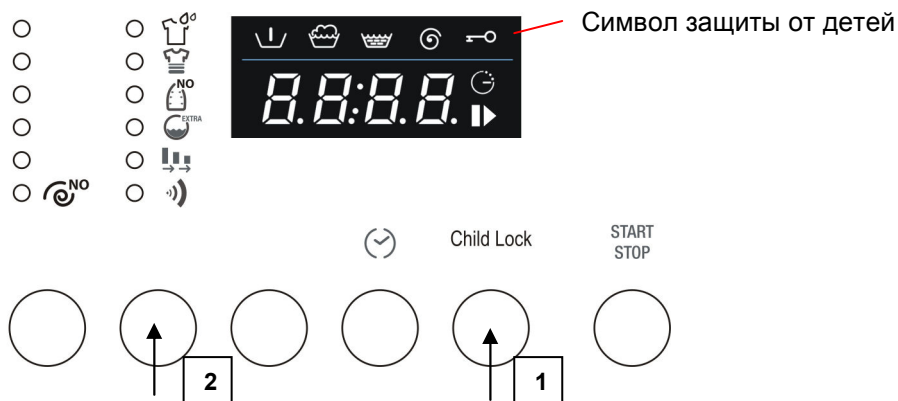 Символ защиты от детей
NO
EXTRA
8.8:8.8.
NO
Child Lock
START
STOP
2
1